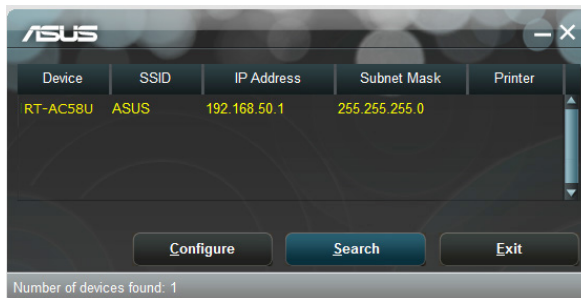 ASUS
Device SSID IP Address Subnet Mask Printer
RT-AC58U ASUS 192.168.50.1 255.255.255.0
Configure Search Exit
Number of devices found: 1